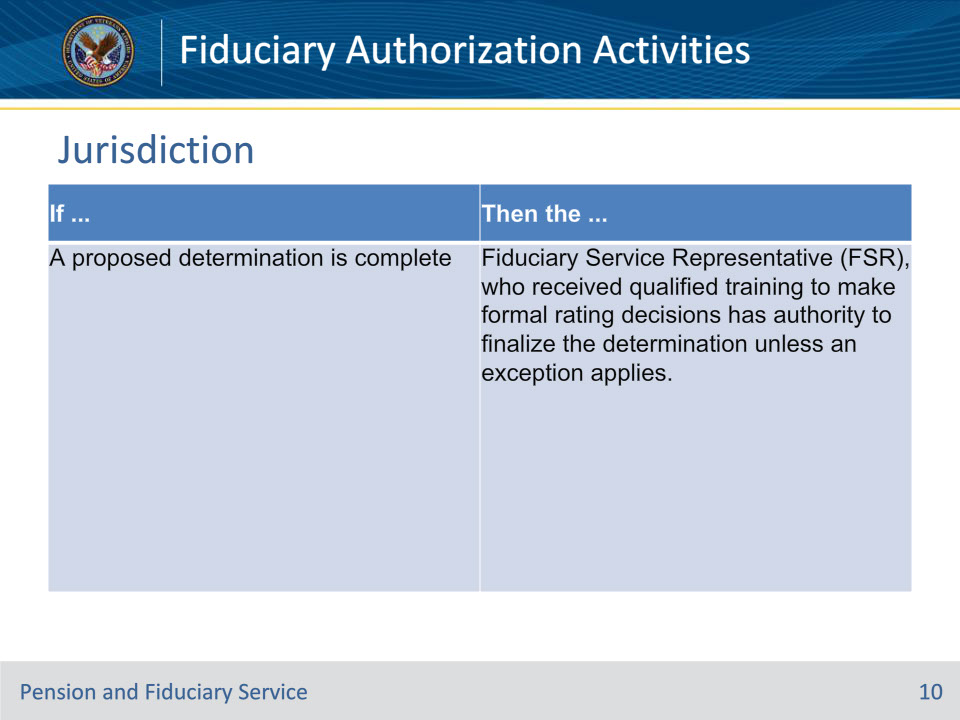 Fiduciary Authorization Activities
Jurisdiction
If ...
Then the ...
A proposed determination is complete
Fiduciary Service Representative (FSR),
who received qualified training to make
formal rating decisions has authority to
finalize the determination unless an
exception applies.
Pension and Fiduciary Service
10